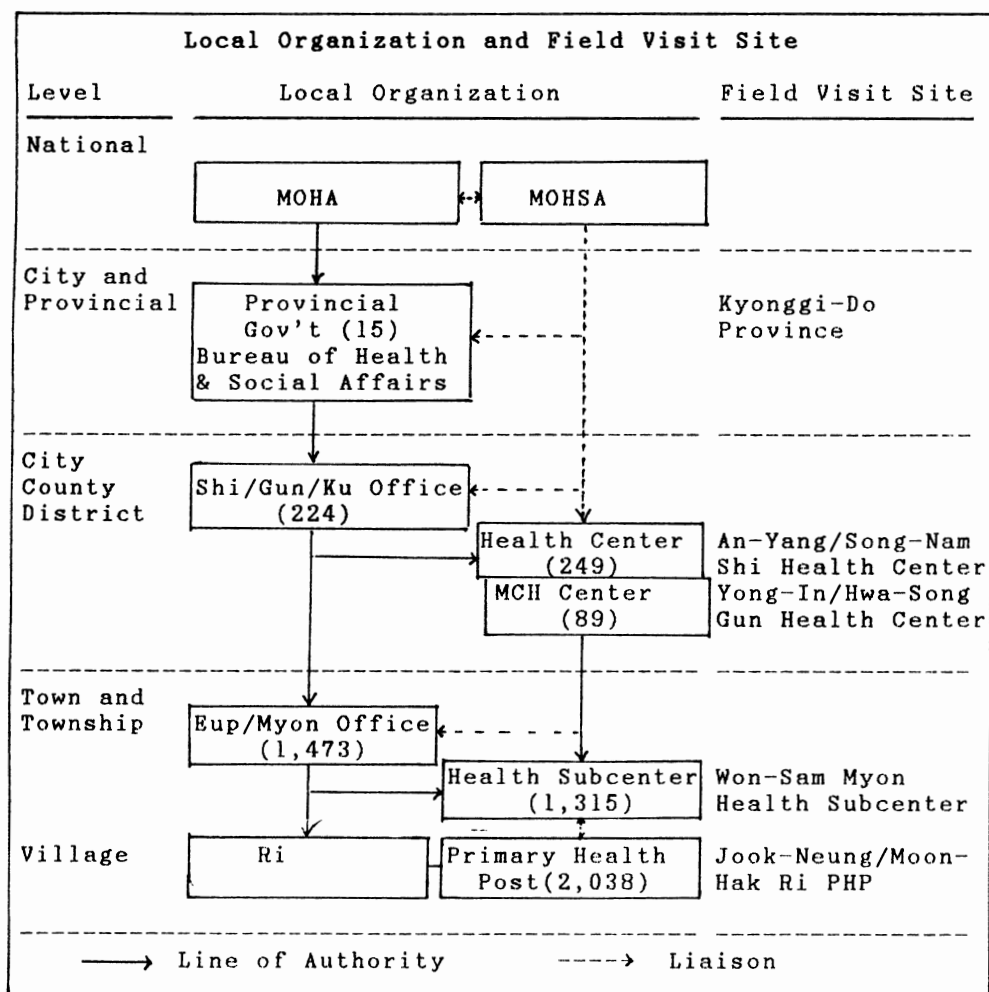 Local Organization and Field Visit Site
Level Local Organization Field Visit Site
National
MOHA MOHSA
City and
Provincial
Provincial
Gov't (15)
Bureau of Health
& Social Affairs
Kyonggi-Do
Province
City
County
District
Shi/Gun/Ku Office
(224)
Health Center
(249)
MCH Center
(89)
An-Yang/Song-Nam
Shi Health Center
Yong-In/Hwa-Song
Gun Health Center
Town and
Township
Eup/Myon Office
(1,473)
Health Subcenter
(1,315)
Won-Sam Myon
Health Subcenter
Village
Ri
Primary Health
Post(2,038)
Jook-Neung/Moon-
Hak Ri PHP
Line of Authority Liaison